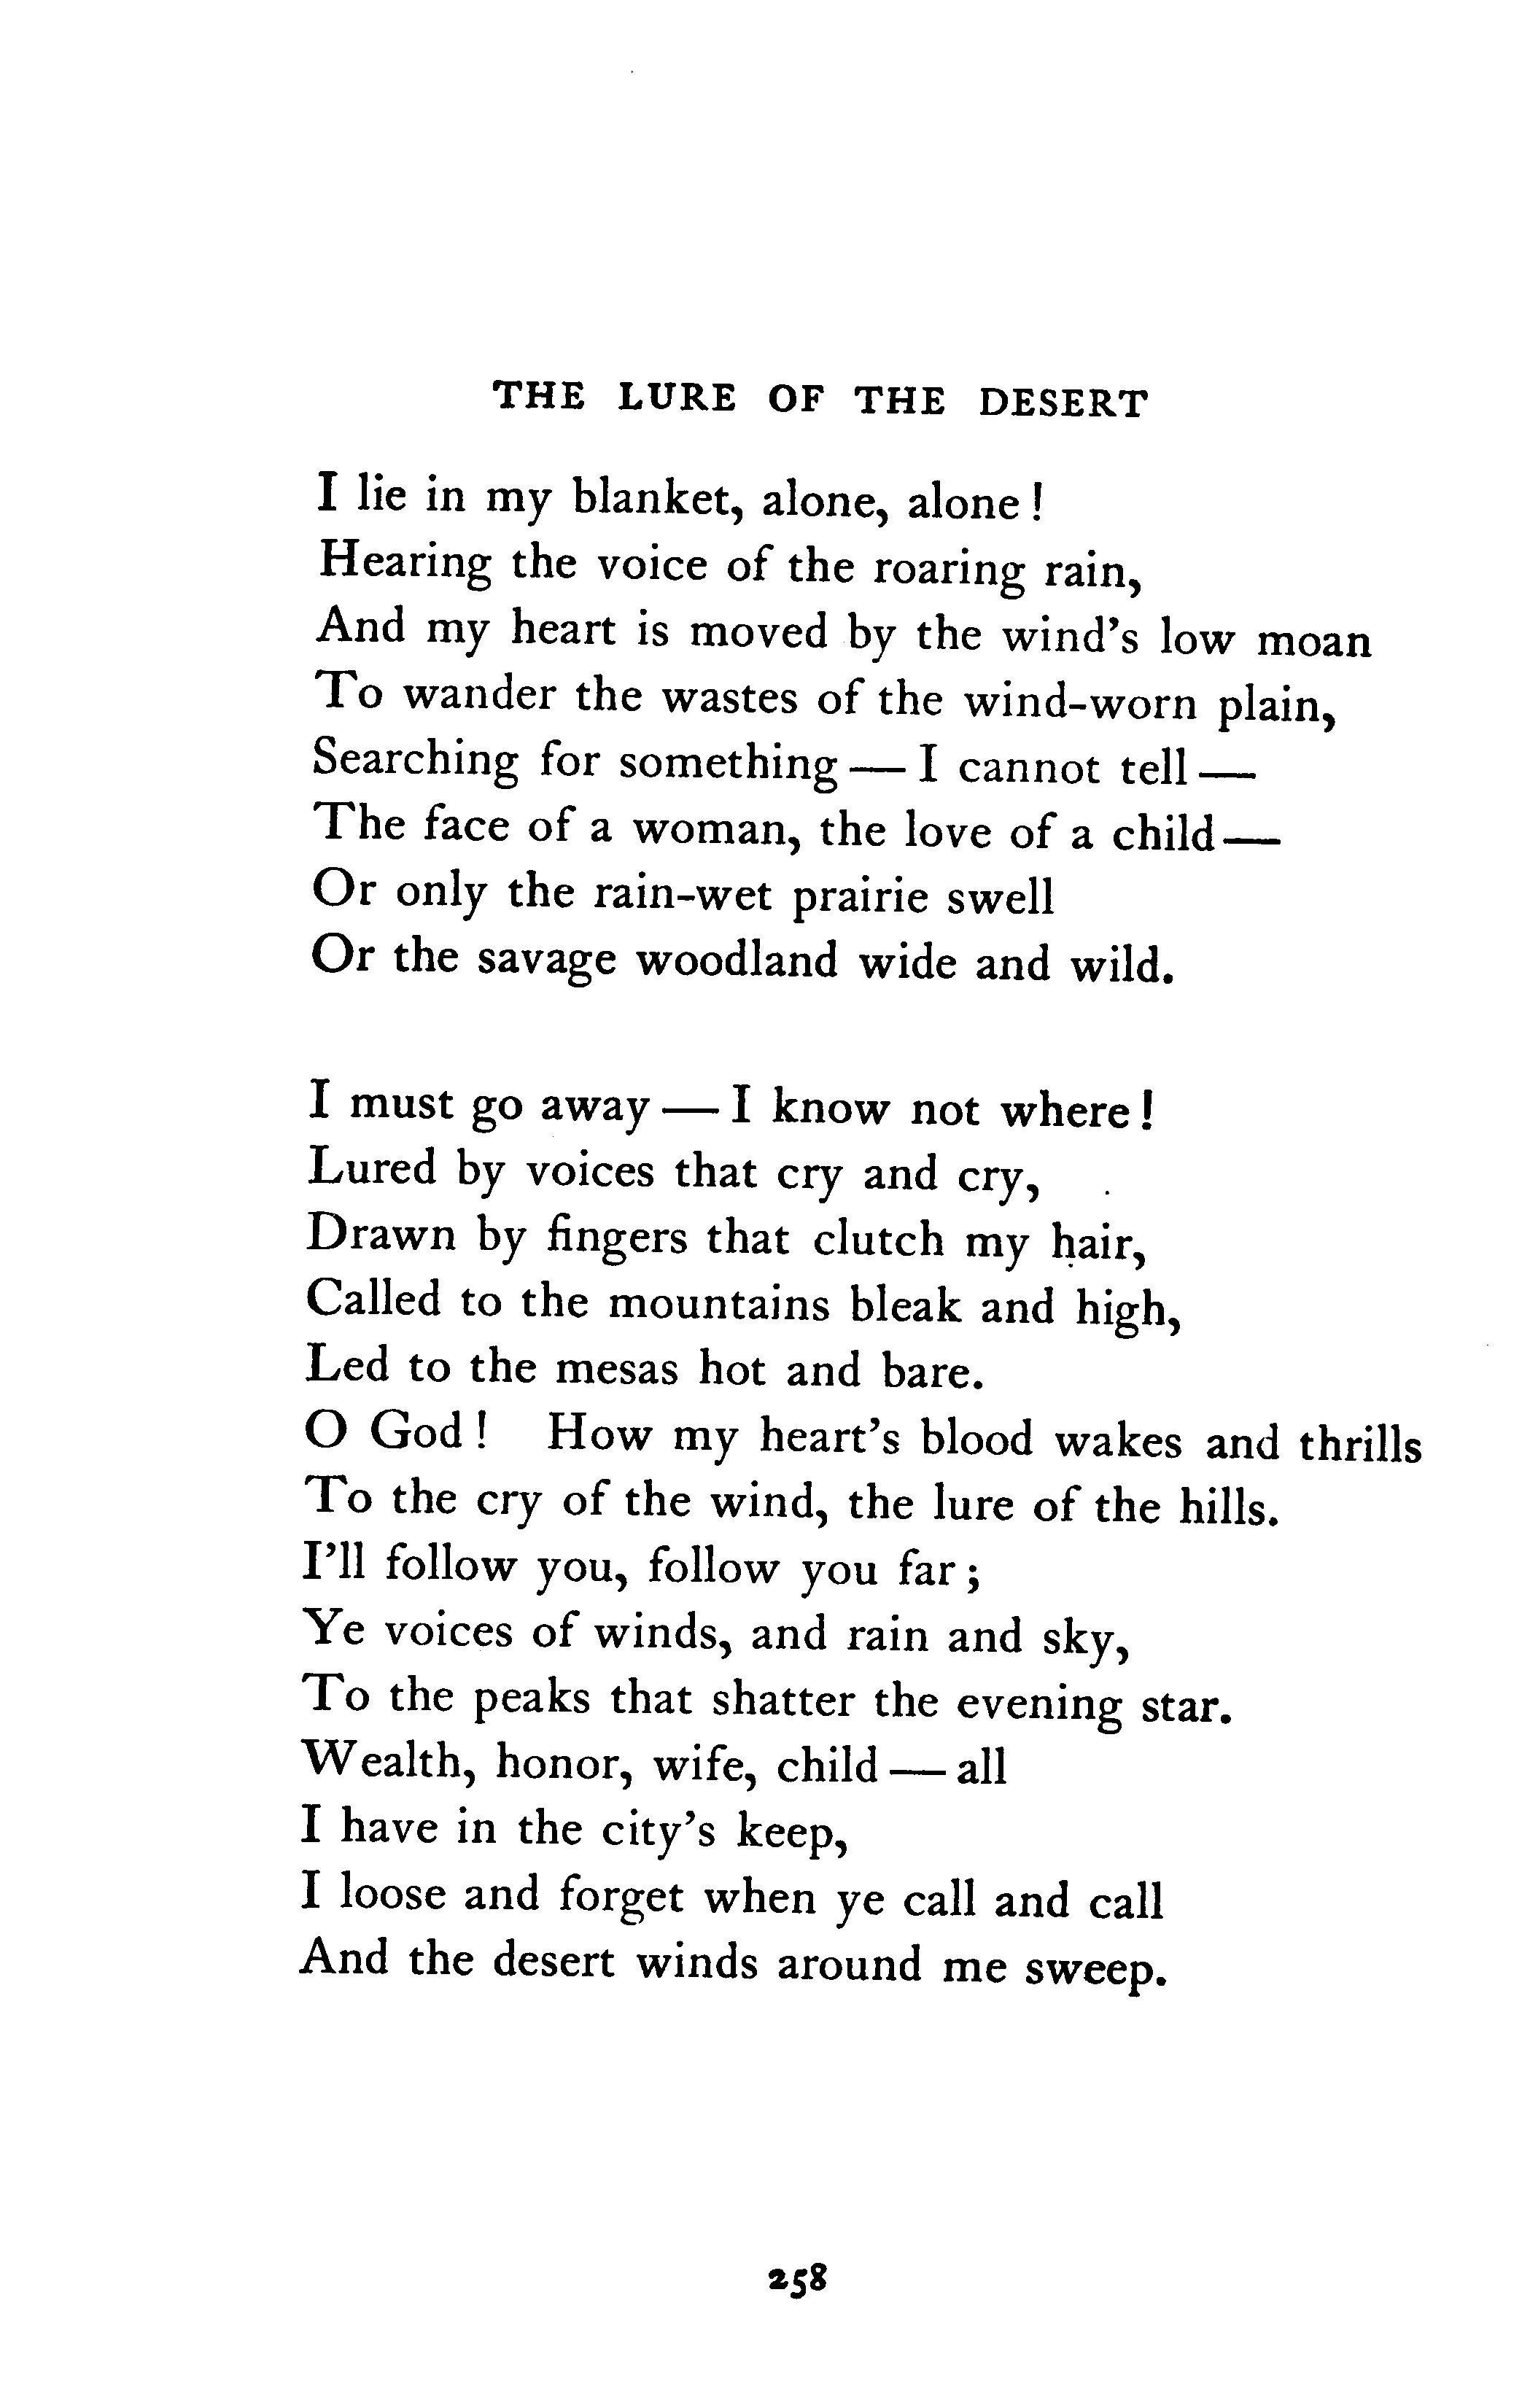 THE LURE OF THE DESERT
I lie in my blanket, alone, alone!
Hearing the voice of the roaring rain,
And my heart is moved by the wind's low moan
To wander the wastes of the wind-worn plain,
Searching for something — I cannot tell —
The face of a woman, the love of a child —
Or only the rain-wet prairie swell
Or the savage woodland wide and wild.

I must go away — I know not where!
Lured by voices that cry and cry,
Drawn by fingers that clutch my hair,
Called to the mountains bleak and high,
Led to the mesas hot and bare.
O God! How my heart's blood wakes and thrills
To the cry of the wind, the lure of the hills.
I'll follow you, follow you far;
Ye voices of winds, and rain and sky,
To the peaks that shatter the evening star.
Wealth, honor, wife, child — all
I have in the city's keep,
I loose and forget when ye call and call
And the desert winds around me sweep.
258